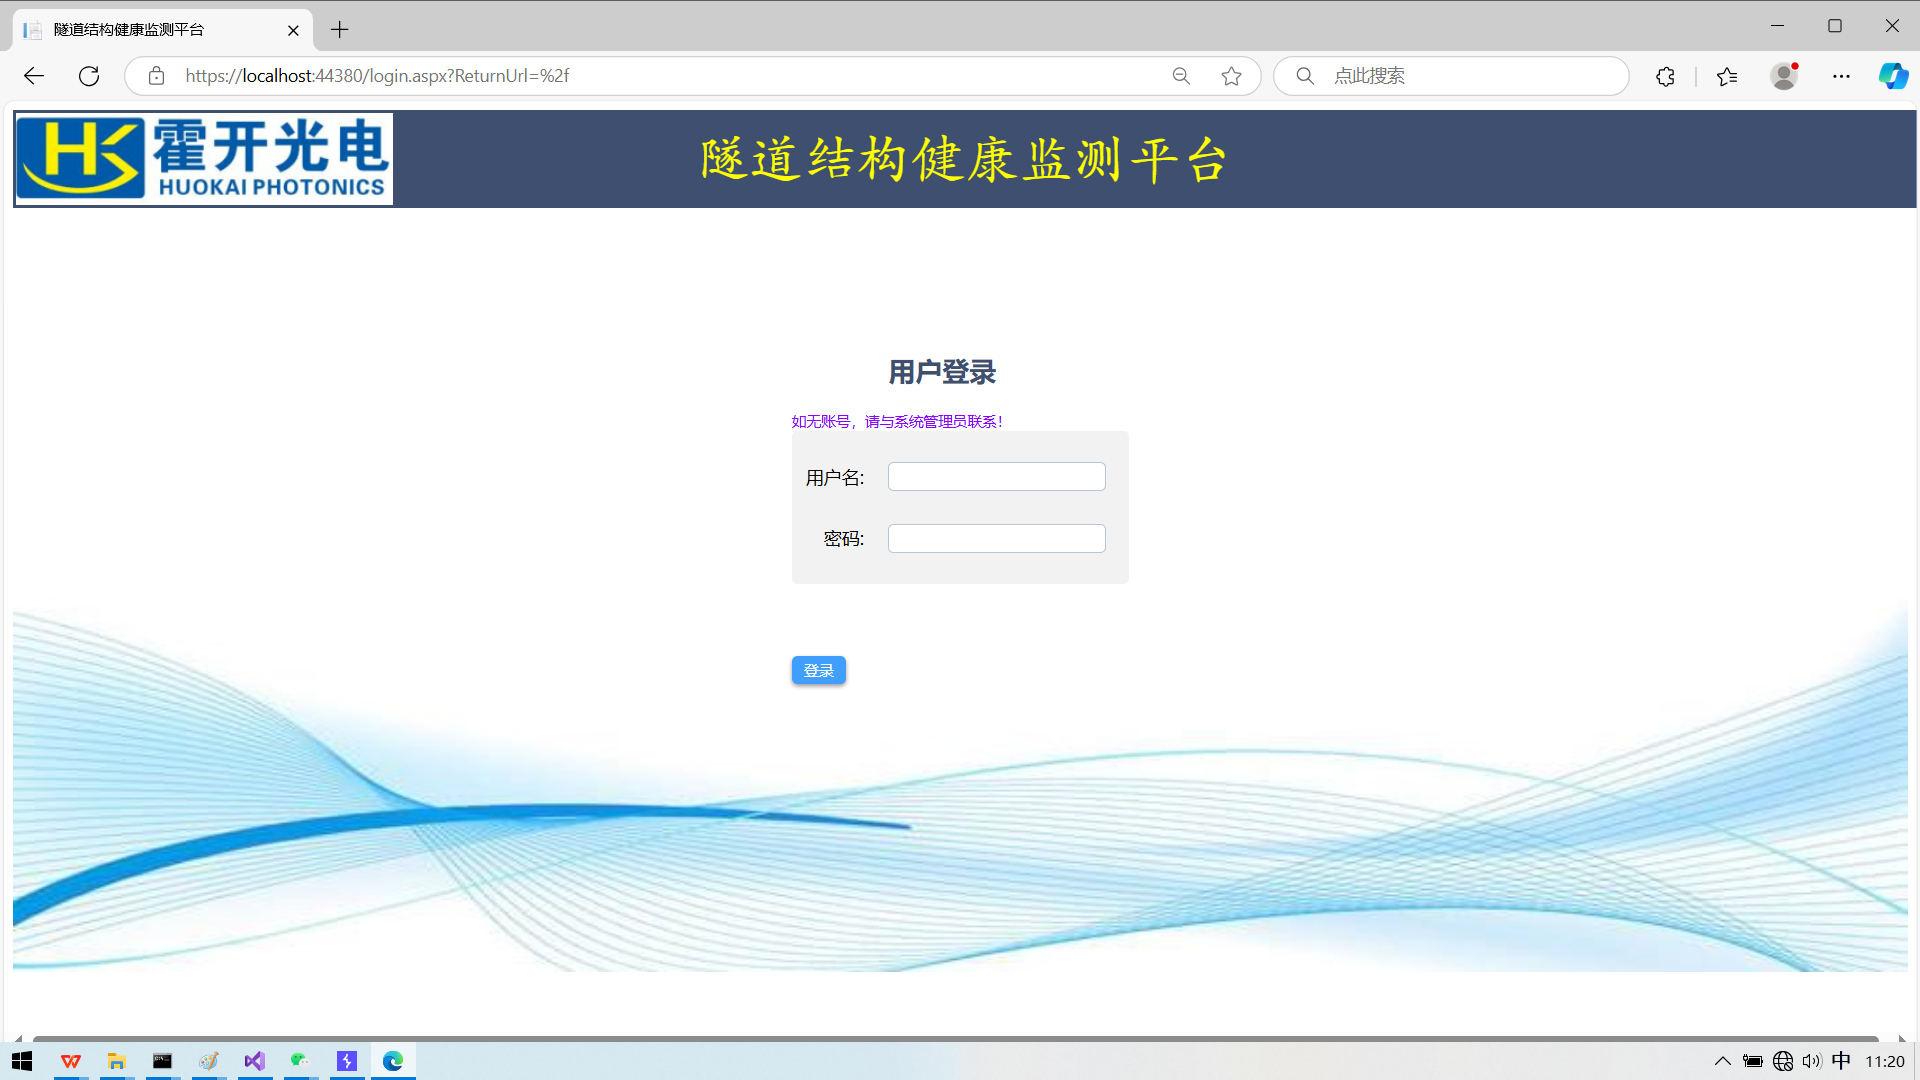 隧道结构健康监测平台
https://localhost:44380/login.aspx?ReturnUrl=%2f
点此搜索
HK 霍开光电
HUOKAI PHOTONICS
隧道结构健康监测平台
用户登录
如无账号，请与系统管理员联系！
用户名:
密码:
登录
中 11:20